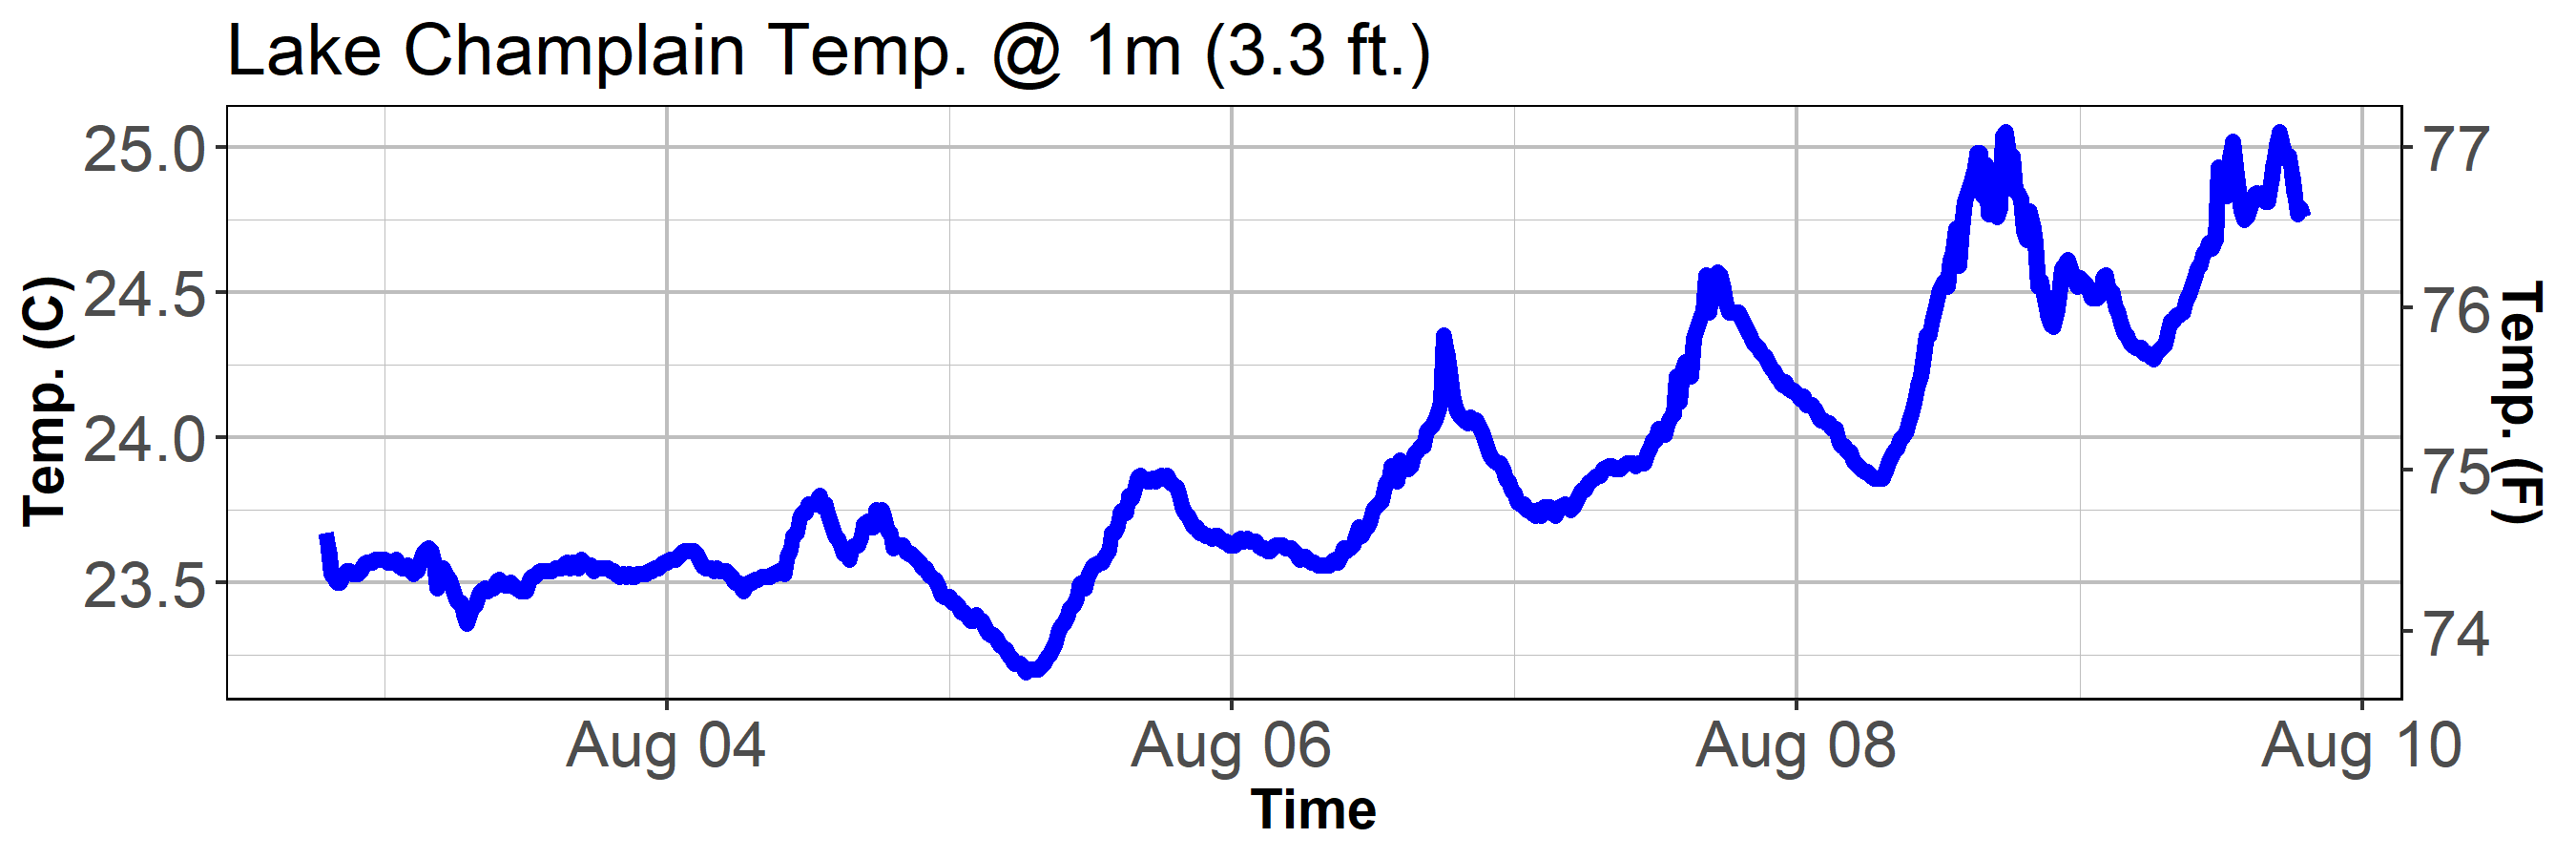 Lake Champlain Temp. @ 1m (3.3 ft.)
Temp. (C)
25.0
24.5
24.0
23.5
77
76
75
74
Temp. (F)
Aug 04 Aug 06 Aug 08 Aug 10
Time